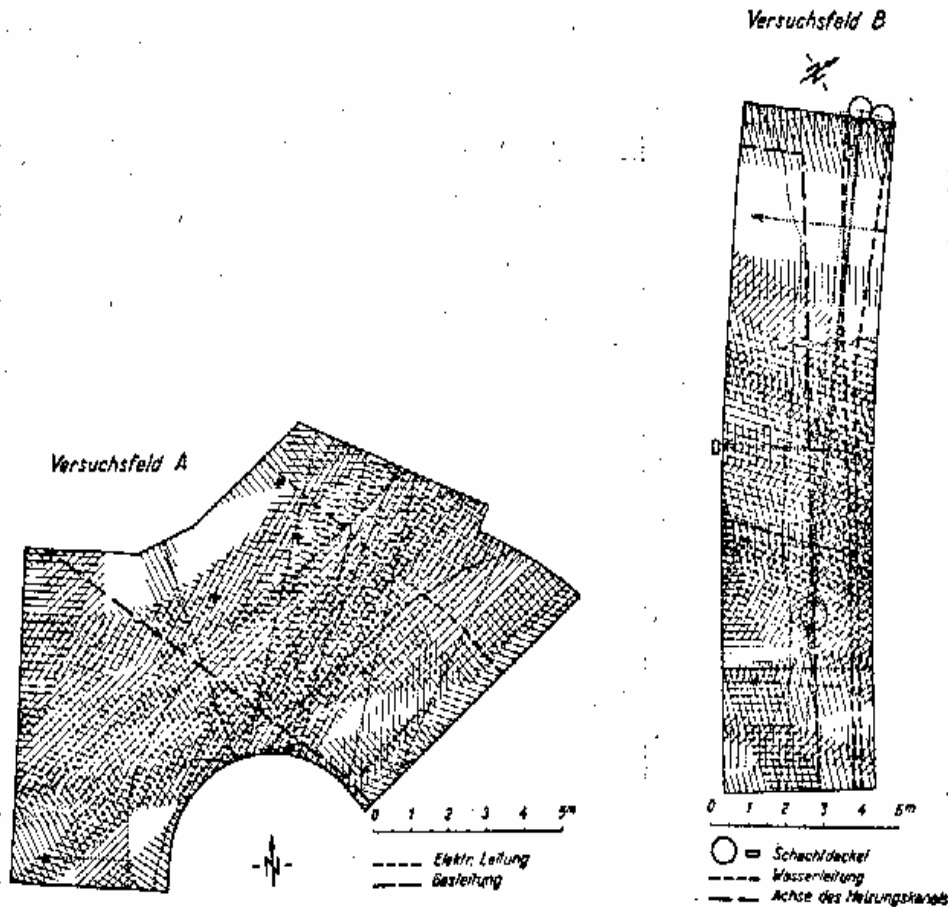 Versuchsfeld B
Versuchsfeld A
0 1 2 3 4 5m
Elektr. Leitung
Gasleitung
N
0 1 2 3 4 5m
Schachtdeckel
Wasserleitung
Achse des Heizungskanals